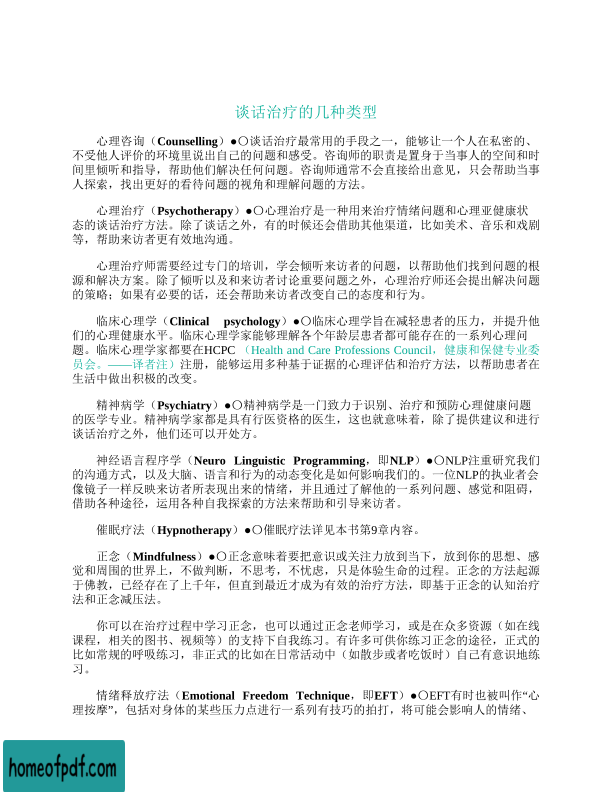 谈话治疗的几种类型
心理咨询（Counselling）●〇谈话治疗最常用的手段之一，能够让一个人在私密的、
不受他人评价的环境里说出自己的问题和感受。咨询师的职责是置身于当事人的空间和时
间里倾听和指导，帮助他们解决任何问题。咨询师通常不会直接给出意见，只会帮助当事
人探索，找出更好的看待问题的视角和理解问题的方法。
心理治疗（Psychotherapy）●〇心理治疗是一种用来治疗情绪问题和心理亚健康状
态的谈话治疗方法。除了谈话之外，有的时候还会借助其他渠道，比如美术、音乐和戏剧
等，帮助来访者更有效地沟通。
心理治疗师需要经过专门的培训，学会倾听来访者的问题，以帮助他们找到问题的根
源和解决方案。除了倾听以及和来访者讨论重要问题之外，心理治疗师还会提出解决问题
的策略；如果有必要的话，还会帮助来访者改变自己的态度和行为。
临床心理学（Clinical psychology）●〇临床心理学旨在减轻患者的压力，并提升他
们的心理健康水平。临床心理学家能够理解各个年龄层患者都可能存在的一系列心理问
题。临床心理学家都要在HCPC （Health and Care Professions Council，健康和保健专业委
员会。——译者注）注册，能够运用多种基于证据的心理评估和治疗方法，以帮助患者在
生活中做出积极的改变。
精神病学（Psychiatry）●〇精神病学是一门致力于识别、治疗和预防心理健康问题
的医学专业。精神病学家都是具有行医资格的医生，这也就意味着，除了提供建议和进行
谈话治疗之外，他们还可以开处方。
神经语言程序学（Neuro Linguistic Programming，即NLP）●〇NLP注重研究我们
的沟通方式，以及大脑、语言和行为的动态变化是如何影响我们的。一位NLP的执业者会
像镜子一样反映来访者所表现出来的情绪，并且通过了解他的一系列问题、感觉和阻碍，
借助各种途径，运用各种自我探索的方法来帮助和引导来访者。
催眠疗法（Hypnotherapy）●〇催眠疗法详见本书第9章内容。
正念（Mindfulness）●〇正念意味着要把意识或关注力放到当下，放到你的思想、感
觉和周围的世界上，不做判断，不思考，不忧虑，只是体验生命的过程。正念的方法起源
于佛教，已经存在了上千年，但直到最近才成为有效的治疗方法，即基于正念的认知治疗
法和正念减压法。
你可以在治疗过程中学习正念，也可以通过正念老师学习，或是在众多资源（如在线
课程，相关的图书、视频等）的支持下自我练习。有许多可供你练习正念的途径，正式的
比如常规的呼吸练习，非正式的比如在日常活动中（如散步或者吃饭时）自己有意识地练
习。
情绪释放疗法（Emotional Freedom Technique，即EFT）●〇EFT有时也被叫作“心
理按摩”，包括对身体的某些压力点进行一系列有技巧的拍打，将可能会影响人的情绪、
homeofpdf.com